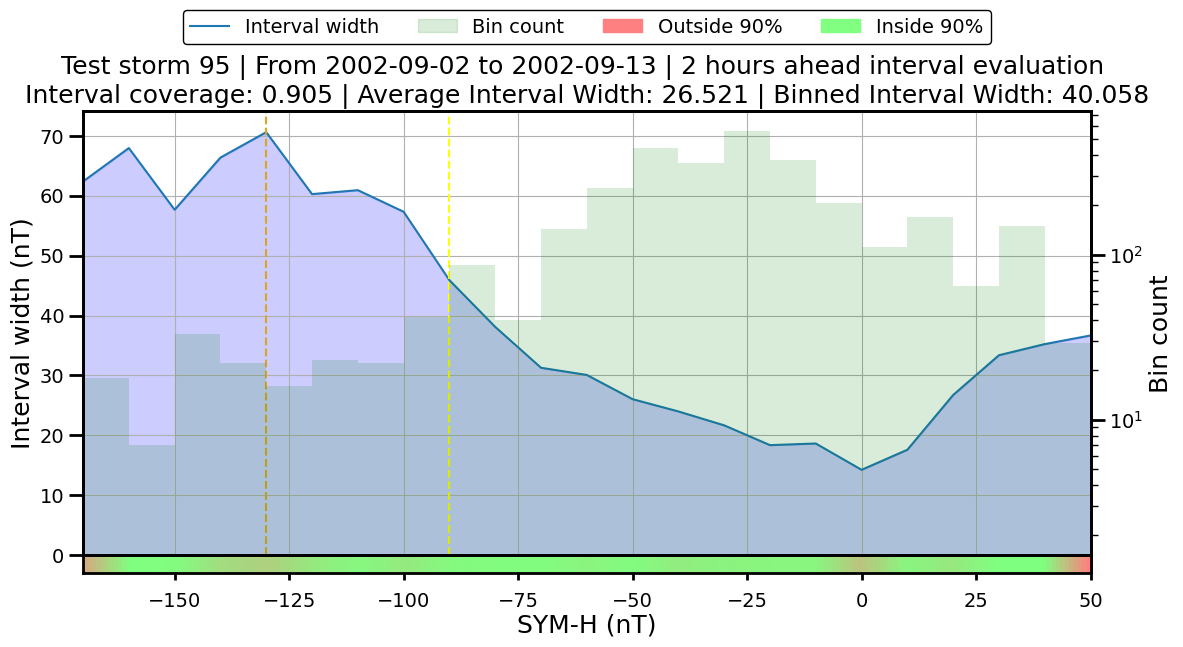 Interval width Bin count Outside 90% Inside 90%
Test storm 95 | From 2002-09-02 to 2002-09-13 | 2 hours ahead interval evaluation
Interval coverage: 0.905 | Average Interval Width: 26.521 | Binned Interval Width: 40.058
Interval width (nT)
70
60
50
40
30
20
10
0
10²
10¹
Bin count
−150 −125 −100 −75 −50 −25 0 25 50
SYM-H (nT)